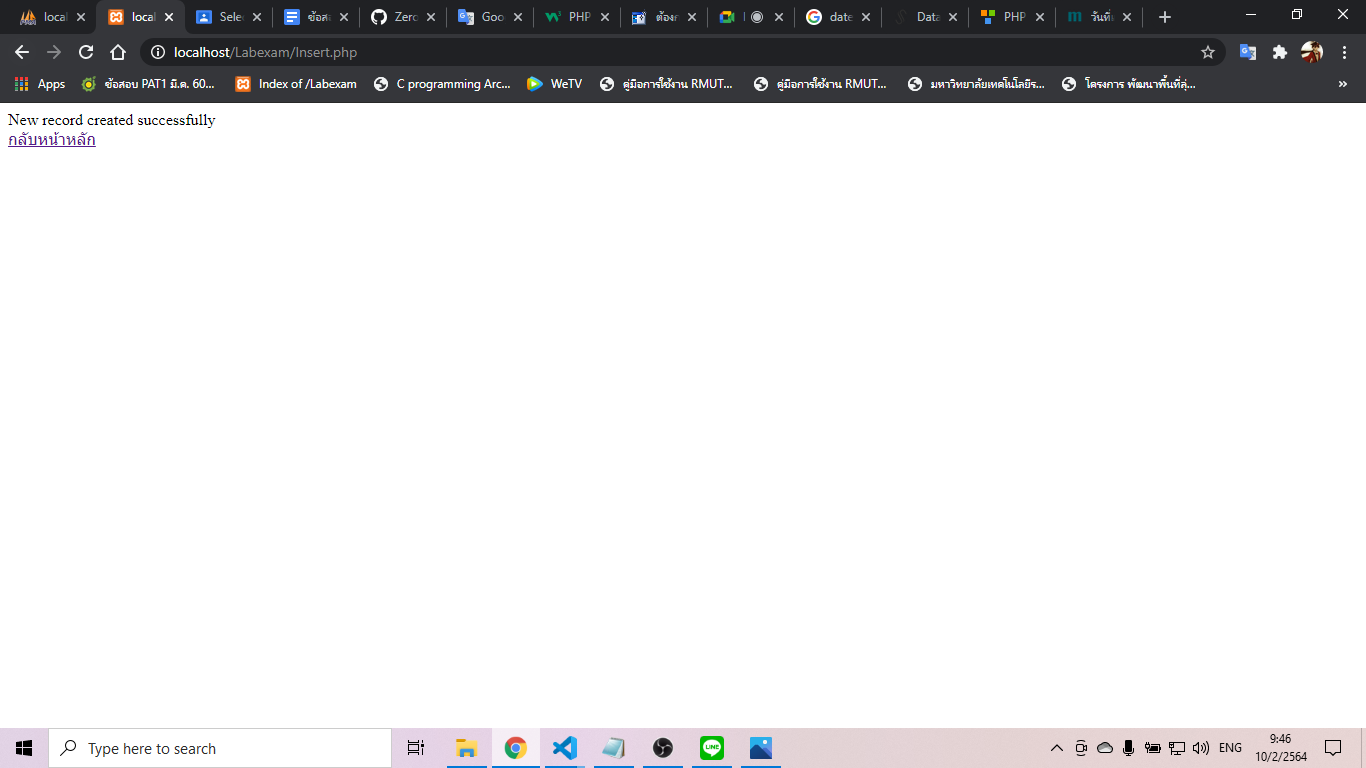 local
local
Selec
ข้อส
Zero
Goo
PHP
ต้องก
date
Data
PHP
วันที่
localhost/Labexam/Insert.php
Apps
ข้อสอบ PAT1 มี.ค. 60...
Index of /Labexam
C programming Arc...
WeTV
คู่มือการใช้งาน RMUT...
คู่มือการใช้งาน RMUT...
มหาวิทยาลัยเทคโนโลยีร...
โครงการ พัฒนาพื้นที่สุ่...
»
New record created successfully
กลับหน้าหลัก
Type here to search
ENG
9:46
10/2/2564